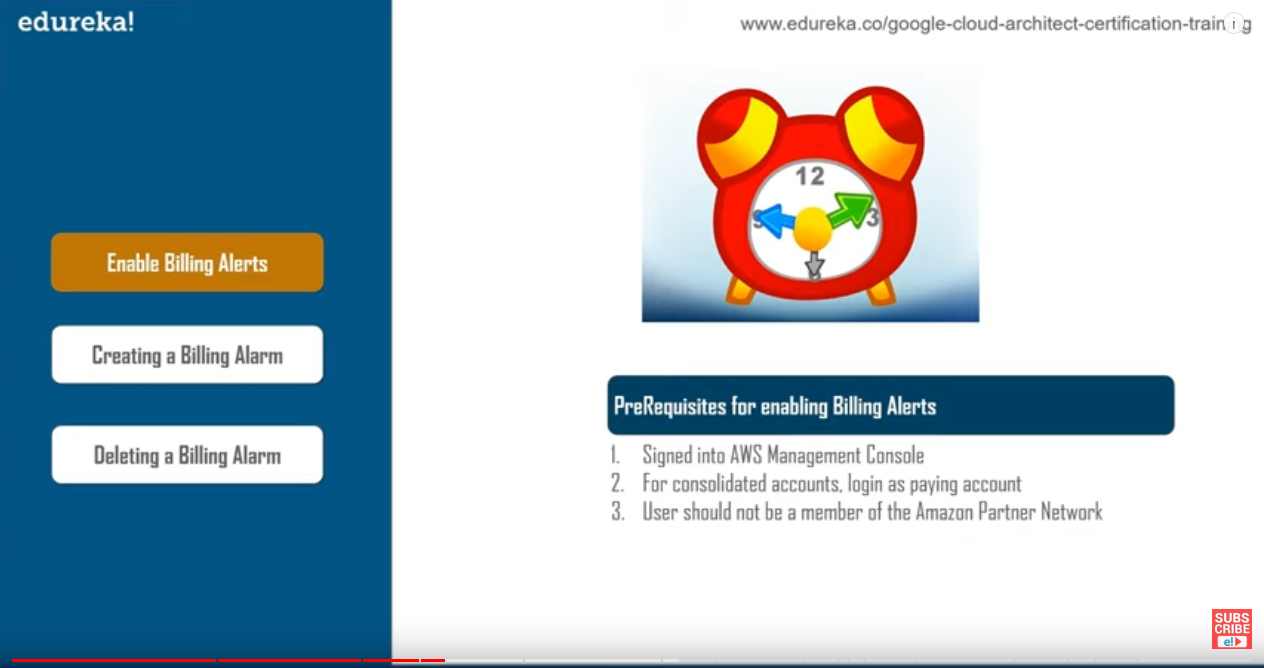 edureka!
www.edureka.co/google-cloud-architect-certification-training
12
9
3
Enable Billing Alerts
Creating a Billing Alarm
Deleting a Billing Alarm
PreRequisites for enabling Billing Alerts
1. Signed into AWS Management Console
2. For consolidated accounts, login as paying account
3. User should not be a member of the Amazon Partner Network
SUBS
CRIBE
e!